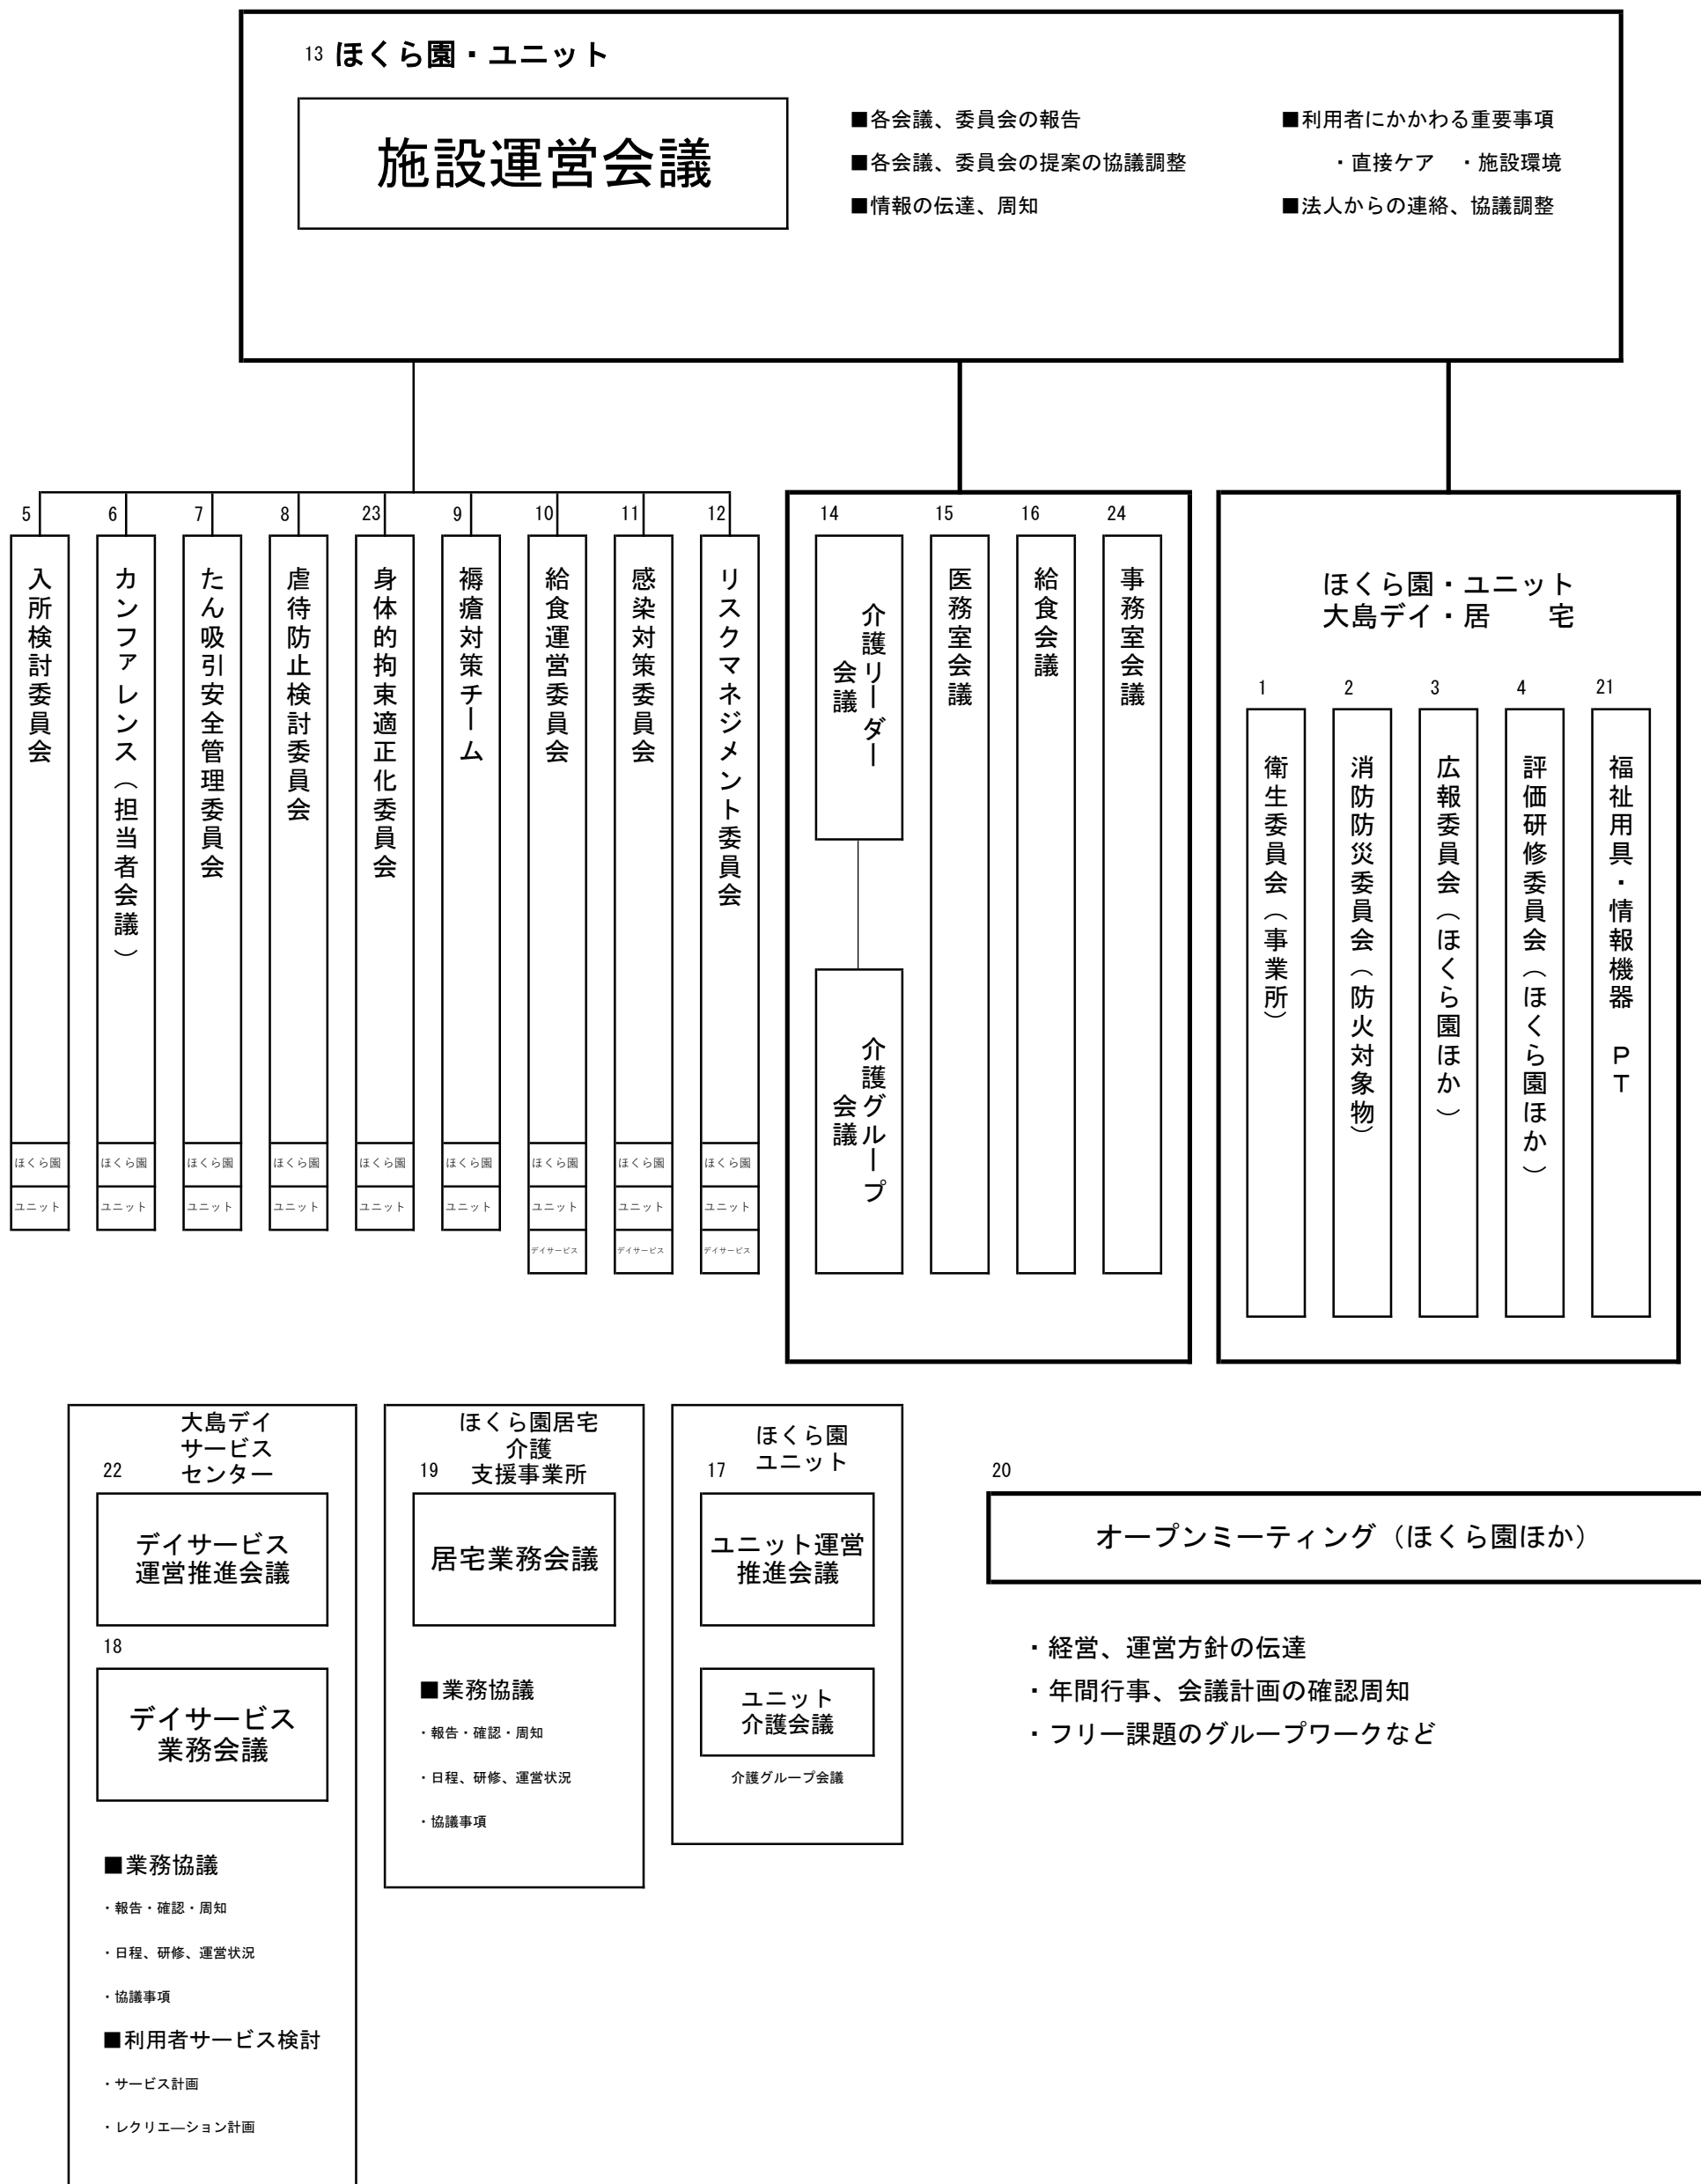 13 ほくら園・ユニット
施設運営会議
■各会議、委員会の報告
■各会議、委員会の提案の協議調整
■情報の伝達、周知
■利用者にかかわる重要事項
・直接ケア ・施設環境
■法人からの連絡、協議調整
5
入所検討委員会
ほくら園
ユニット
6
カンファレンス（担当者会議）
ほくら園
ユニット
7
たん吸引安全管理委員会
ほくら園
ユニット
8
虐待防止検討委員会
ほくら園
ユニット
23
身体的拘束適正化委員会
ほくら園
ユニット
9
褥瘡対策チーム
ほくら園
ユニット
10
給食運営委員会
ほくら園
ユニット
デイサービス
11
感染対策委員会
ほくら園
ユニット
デイサービス
12
リスクマネジメント委員会
ほくら園
ユニット
デイサービス
14
介護リーダー
会議
介護グループ
会議
15
医務室会議
16
給食会議
24
事務室会議
ほくら園・ユニット
大島デイ・居　宅
1
衛生委員会（事業所）
2
消防防災委員会（防火対象物）
3
広報委員会（ほくら園ほか）
4
評価研修委員会（ほくら園ほか）
21
福祉用具・情報機器　ＰＴ
大島デイ
サービス
センター
22
デイサービス
運営推進会議
18
デイサービス
業務会議
■業務協議
・報告・確認・周知
・日程、研修、運営状況
・協議事項
■利用者サービス検討
・サービス計画
・レクリエ―ション計画
ほくら園居宅
介護
支援事業所
19
居宅業務会議
■業務協議
・報告・確認・周知
・日程、研修、運営状況
・協議事項
ほくら園
ユニット
17
ユニット運営
推進会議
ユニット
介護会議
介護グループ会議
20
オープンミーティング（ほくら園ほか）
・経営、運営方針の伝達
・年間行事、会議計画の確認周知
・フリー課題のグループワークなど